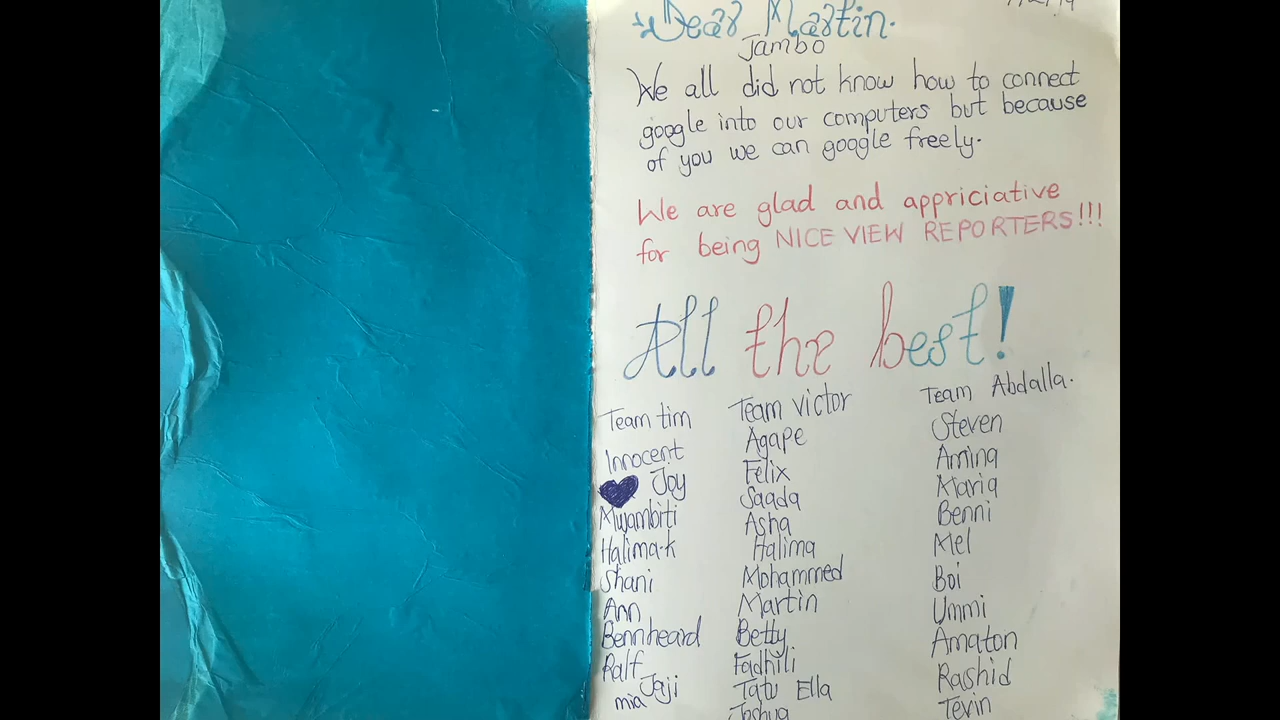 Dear Martin.
Jambo
We all did not know how to connect
google into our computers but because
of you we can google freely.
We are glad and appriciative
for being NICE VIEW REPORTERS!!!
All the best!
Team tim
Innocent
Joy
Mwambiti
Halima.k
Shani
Ann
Bennheard
Ralf
Jaji
mia
Team victor
Agape
Felix
Saada
Asha
Halima
Mohammed
Martin
Betty
Fadhili
Tatu Ella
Joshua
Team Abdalla.
Steven
Amina
Maria
Benni
Mel
Boi
Ummi
Amaton
Rashid
Tevin